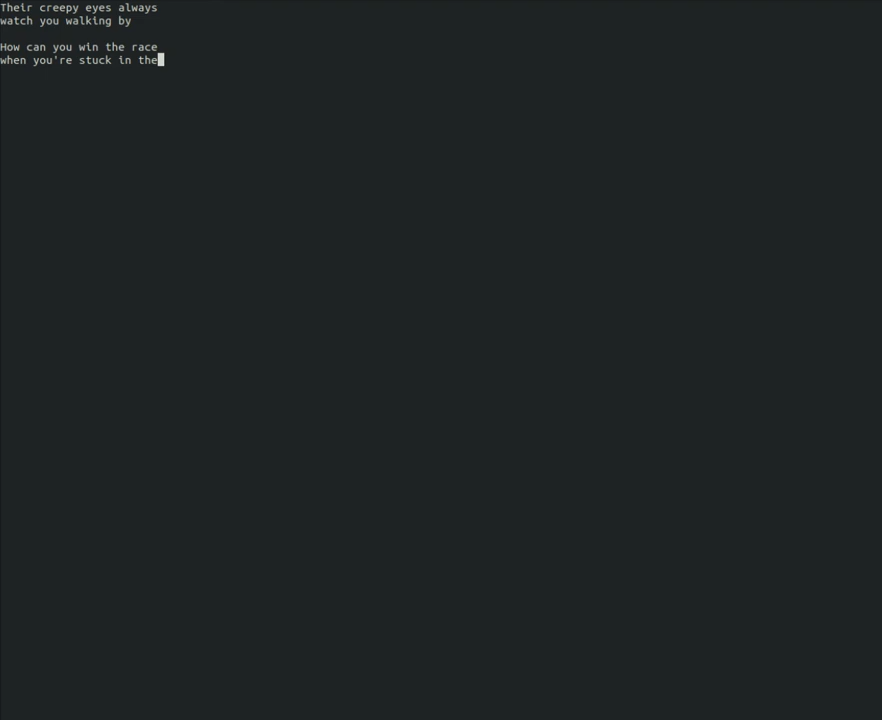 Their creepy eyes always
watch you walking by
How can you win the race
when you're stuck in the